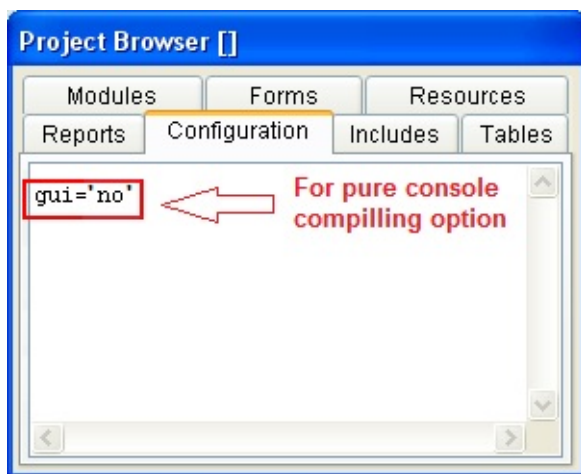 Project Browser []
Modules Forms Resources
Reports Configuration Includes Tables
gui='no'
For pure console
compilling option